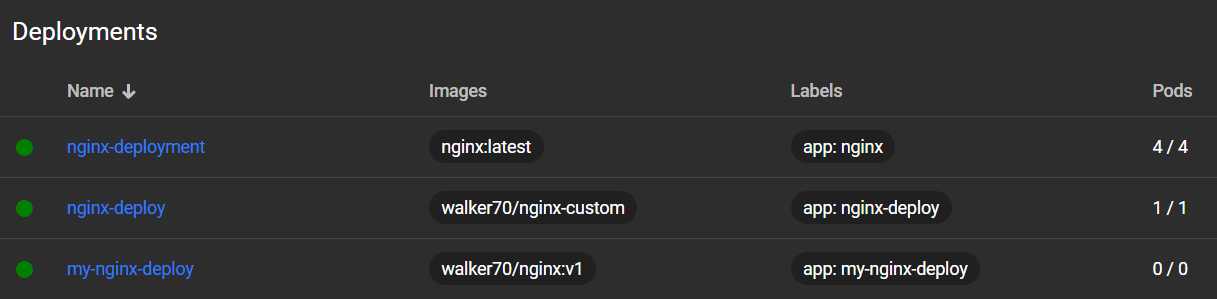 Deployments
Name Images Labels Pods
nginx-deployment nginx:latest app: nginx 4 / 4
nginx-deploy walker70/nginx-custom app: nginx-deploy 1 / 1
my-nginx-deploy walker70/nginx:v1 app: my-nginx-deploy 0 / 0